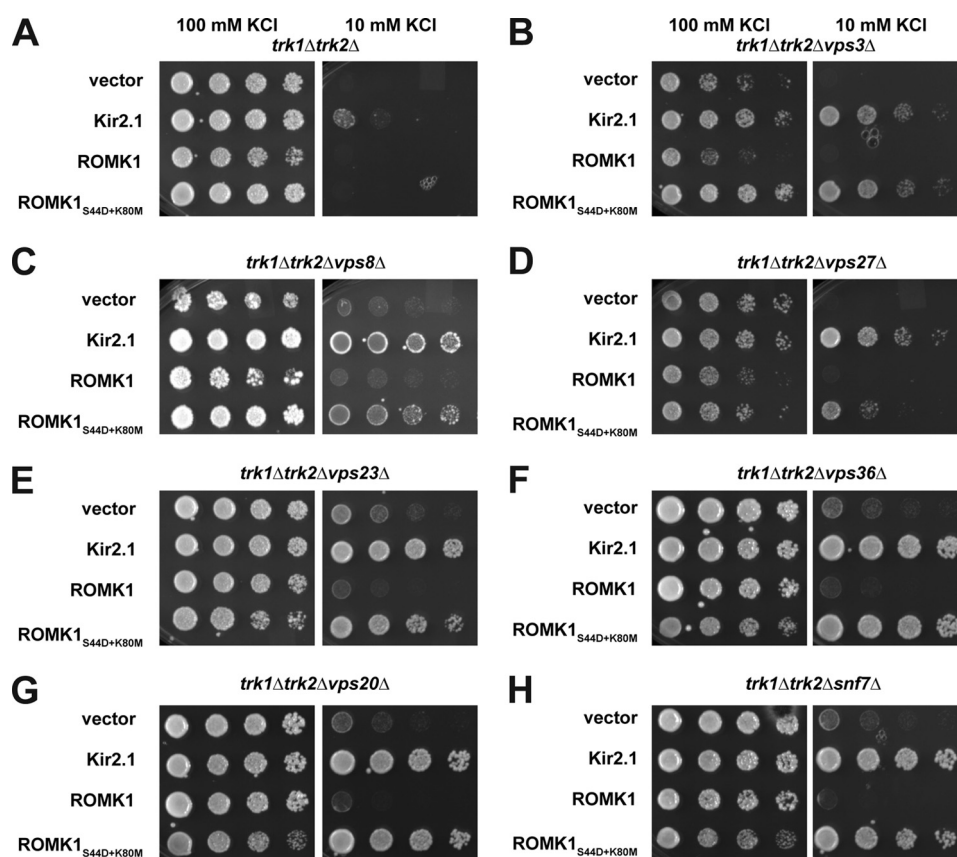 A 100 mM KCl 10 mM KCl
trk1Δtrk2Δ
vector
Kir2.1
ROMK1
ROMK1S44D+K80M
B 100 mM KCl 10 mM KCl
trk1Δtrk2Δvps3Δ
vector
Kir2.1
ROMK1
ROMK1S44D+K80M
C trk1Δtrk2Δvps8Δ
vector
Kir2.1
ROMK1
ROMK1S44D+K80M
D trk1Δtrk2Δvps27Δ
vector
Kir2.1
ROMK1
ROMK1S44D+K80M
E trk1Δtrk2Δvps23Δ
vector
Kir2.1
ROMK1
ROMK1S44D+K80M
F trk1Δtrk2Δvps36Δ
vector
Kir2.1
ROMK1
ROMK1S44D+K80M
G trk1Δtrk2Δvps20Δ
vector
Kir2.1
ROMK1
ROMK1S44D+K80M
H trk1Δtrk2Δsnf7Δ
vector
Kir2.1
ROMK1
ROMK1S44D+K80M